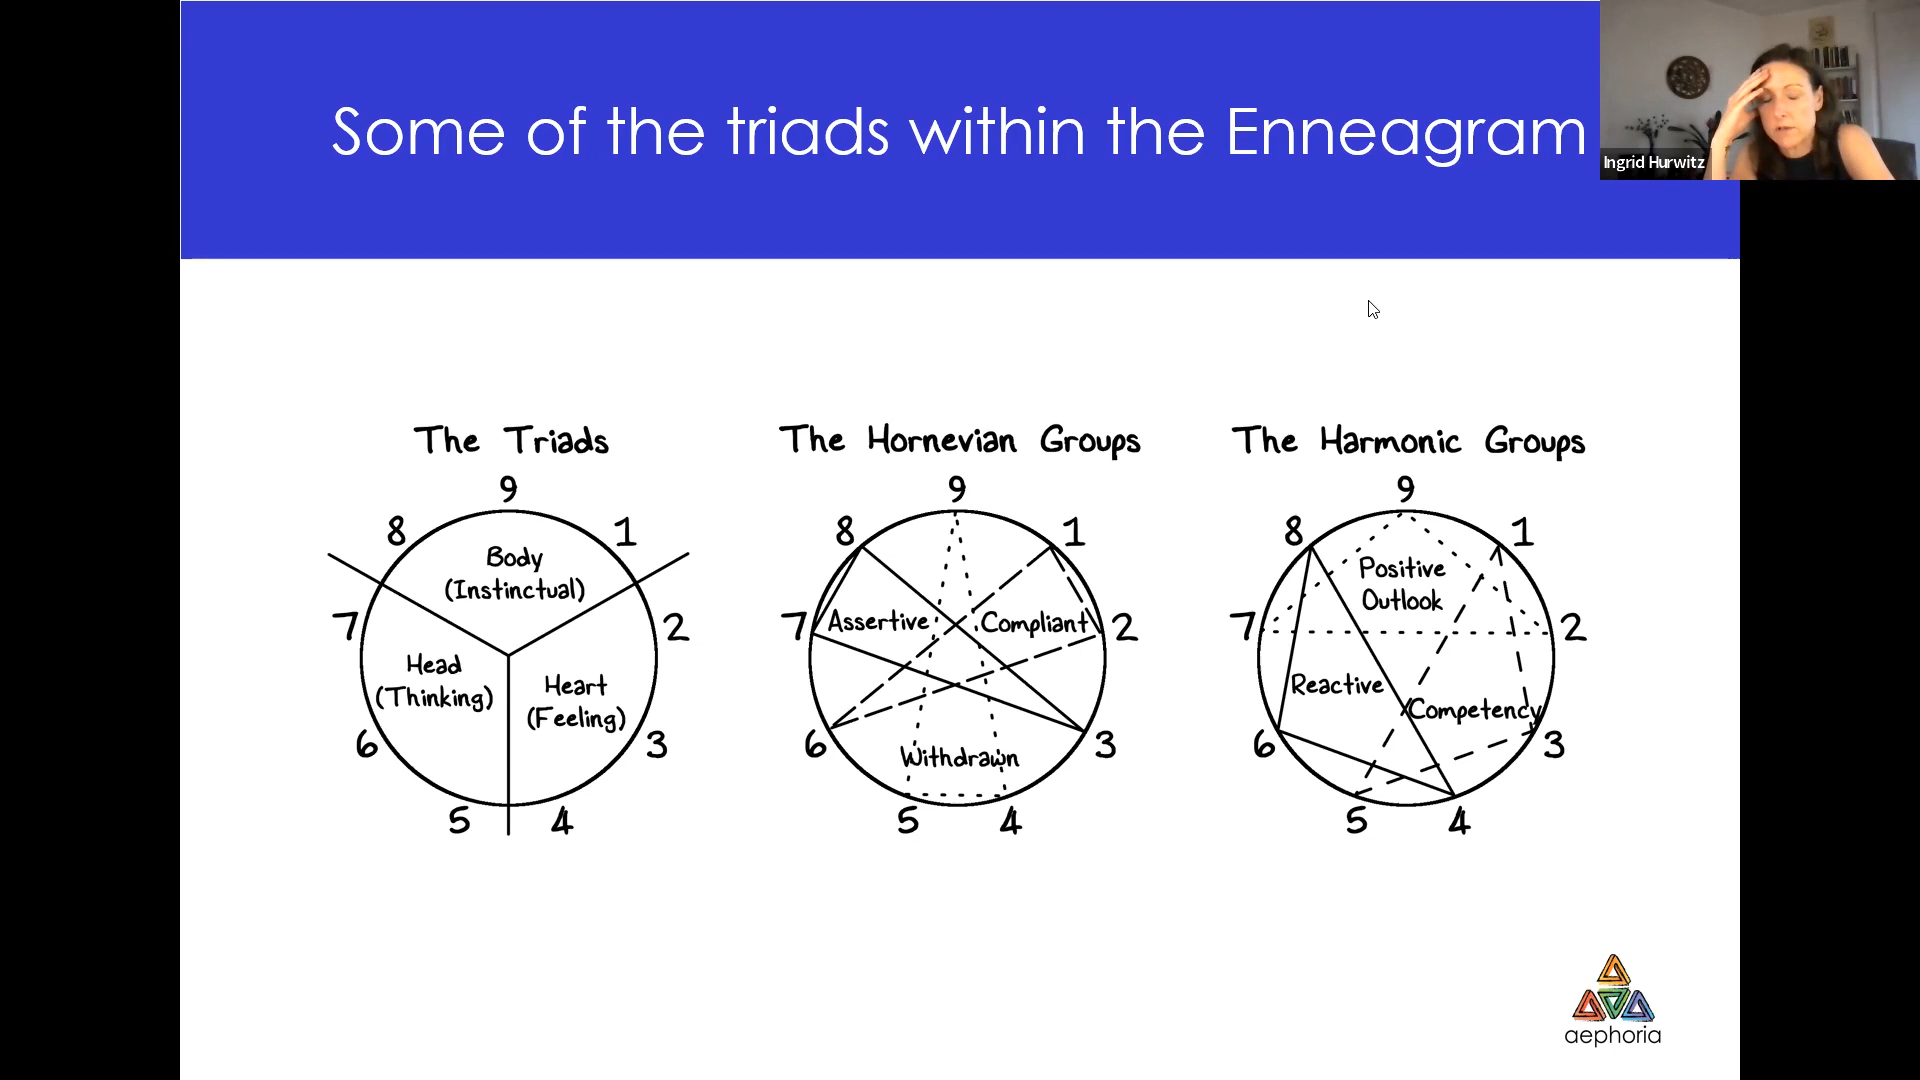 Some of the triads within the Enneagram
Ingrid Hurwitz
The Triads
9
8
1
Body
(Instinctual)
7
2
Head
(Thinking)
Heart
(Feeling)
6
3
5
4
The Hornevian Groups
9
8
1
7
Assertive
Compliant
2
6
3
Withdrawn
5
4
The Harmonic Groups
9
8
1
Positive
Outlook
7
2
Reactive
Competency
6
3
5
4
aephoria